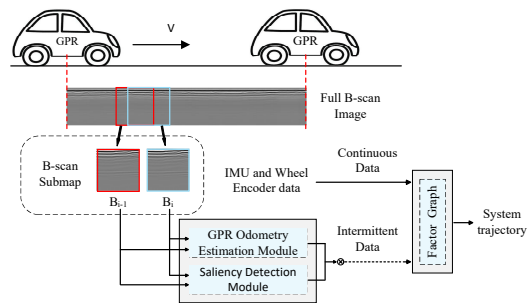 GPR
V
GPR
Full B-scan
Image
B-scan
Submap
Bi-1
Bi
IMU and Wheel
Encoder data
Continuous
Data
GPR Odometry
Estimation Module
Saliency Detection
Module
Intermittent
Data
Factor Graph
System
trajectory